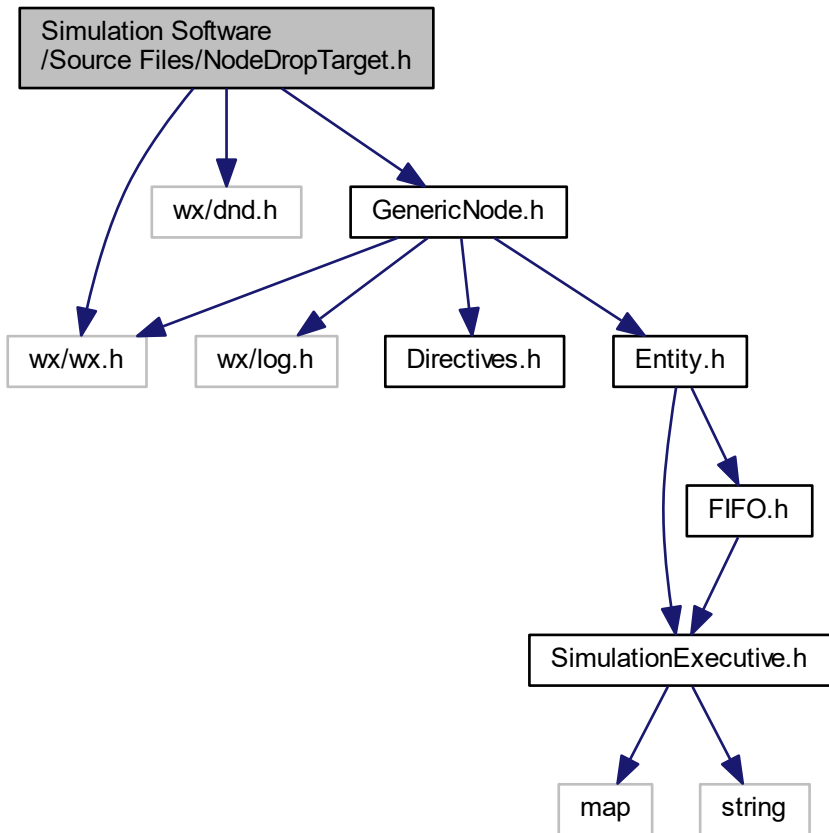 Simulation Software
/Source Files/NodeDropTarget.h
wx/dnd.h
GenericNode.h
wx/wx.h
wx/log.h
Directives.h
Entity.h
FIFO.h
SimulationExecutive.h
map
string